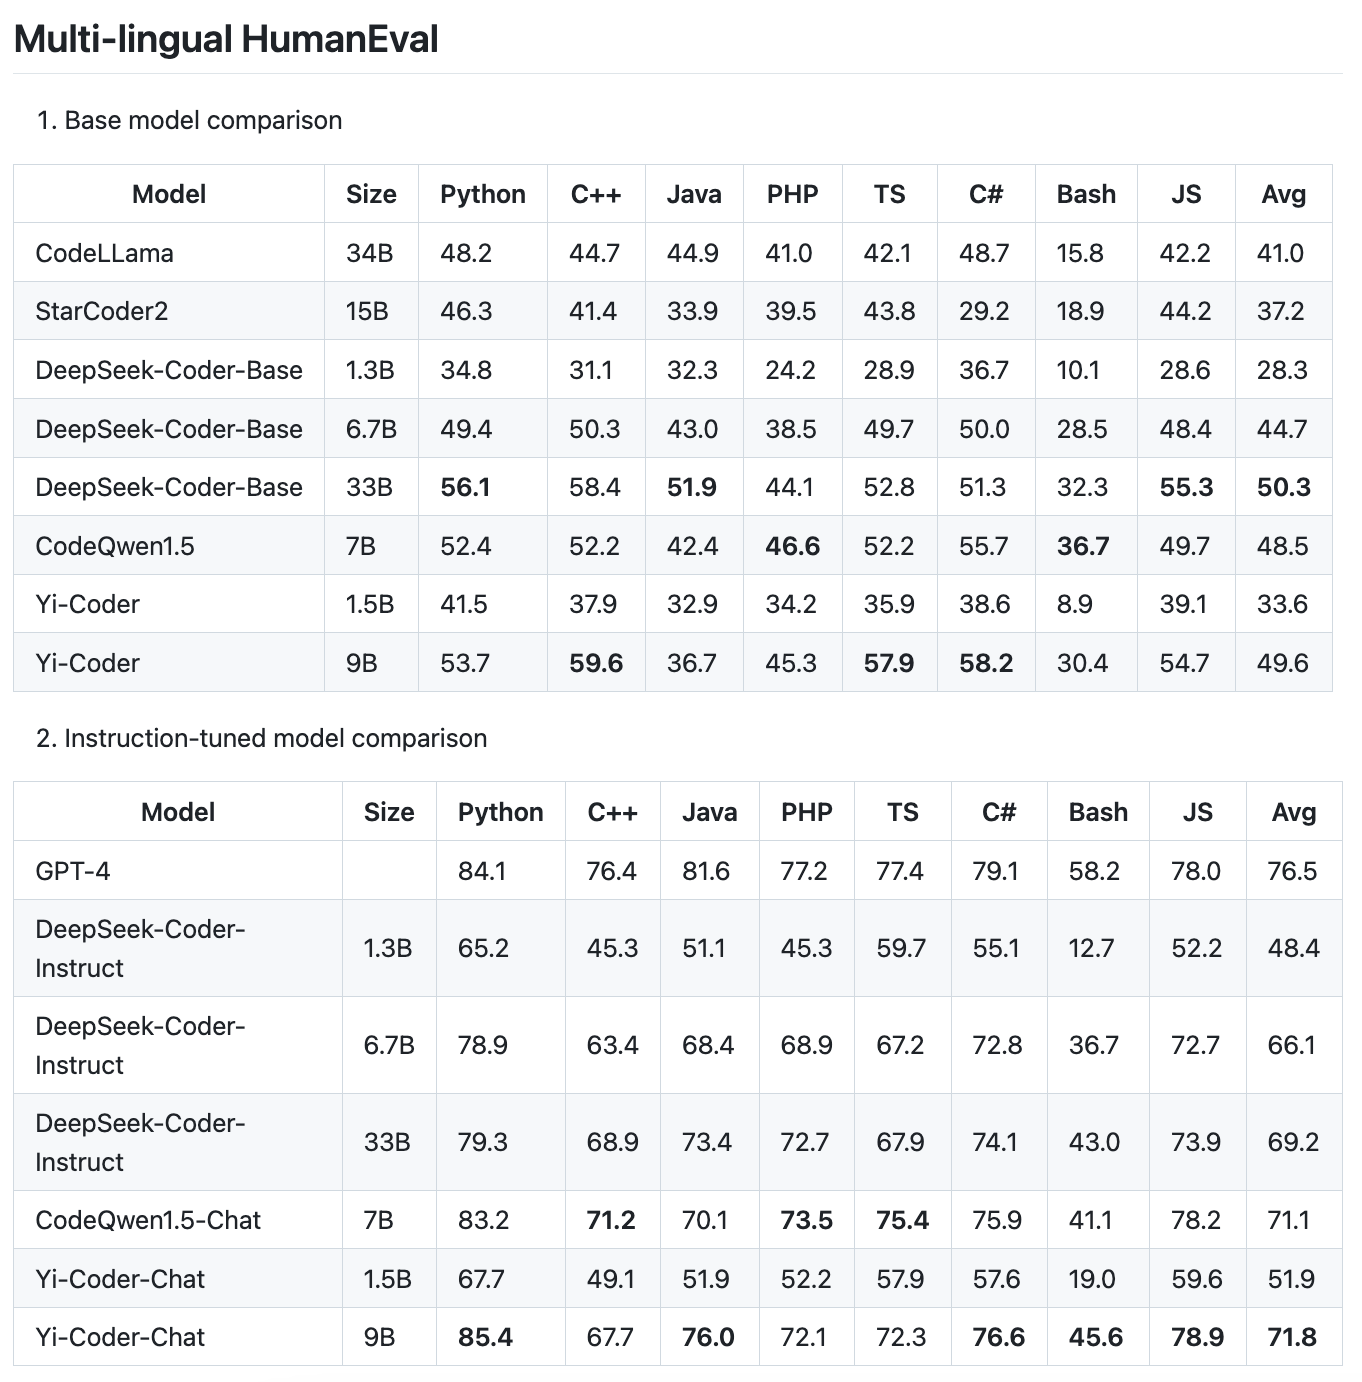 Multi-lingual HumanEval
1. Base model comparison
Model Size Python C++ Java PHP TS C# Bash JS Avg
CodeLLama 34B 48.2 44.7 44.9 41.0 42.1 48.7 15.8 42.2 41.0
StarCoder2 15B 46.3 41.4 33.9 39.5 43.8 29.2 18.9 44.2 37.2
DeepSeek-Coder-Base 1.3B 34.8 31.1 32.3 24.2 28.9 36.7 10.1 28.6 28.3
DeepSeek-Coder-Base 6.7B 49.4 50.3 43.0 38.5 49.7 50.0 28.5 48.4 44.7
DeepSeek-Coder-Base 33B 56.1 58.4 51.9 44.1 52.8 51.3 32.3 55.3 50.3
CodeQwen1.5 7B 52.4 52.2 42.4 46.6 52.2 55.7 36.7 49.7 48.5
Yi-Coder 1.5B 41.5 37.9 32.9 34.2 35.9 38.6 8.9 39.1 33.6
Yi-Coder 9B 53.7 59.6 36.7 45.3 57.9 58.2 30.4 54.7 49.6
2. Instruction-tuned model comparison
Model Size Python C++ Java PHP TS C# Bash JS Avg
GPT-4 84.1 76.4 81.6 77.2 77.4 79.1 58.2 78.0 76.5
DeepSeek-Coder-
Instruct 1.3B 65.2 45.3 51.1 45.3 59.7 55.1 12.7 52.2 48.4
DeepSeek-Coder-
Instruct 6.7B 78.9 63.4 68.4 68.9 67.2 72.8 36.7 72.7 66.1
DeepSeek-Coder-
Instruct 33B 79.3 68.9 73.4 72.7 67.9 74.1 43.0 73.9 69.2
CodeQwen1.5-Chat 7B 83.2 71.2 70.1 73.5 75.4 75.9 41.1 78.2 71.1
Yi-Coder-Chat 1.5B 67.7 49.1 51.9 52.2 57.9 57.6 19.0 59.6 51.9
Yi-Coder-Chat 9B 85.4 67.7 76.0 72.1 72.3 76.6 45.6 78.9 71.8